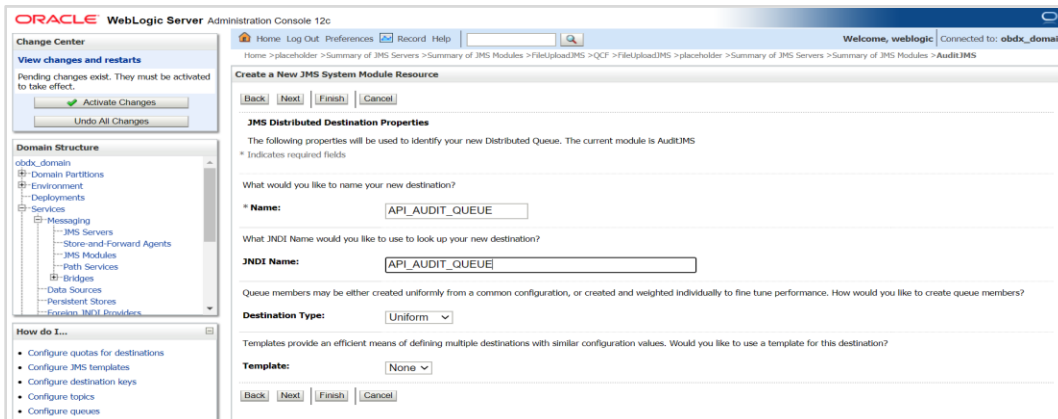 ORACLE WebLogic Server Administration Console 12c
Change Center
View changes and restarts
Pending changes exist. They must be activated
to take effect.
Activate Changes
Undo All Changes
Domain Structure
obdx_domain
Domain Partitions
Environment
Deployments
Services
Messaging
JMS Servers
Store-and-Forward Agents
JMS Modules
Path Services
Bridges
Data Sources
Persistent Stores
Foreign JNDI Providers
How do I...
Configure quotas for destinations
Configure JMS templates
Configure destination keys
Configure topics
Configure queues
Home Log Out Preferences Record Help
Welcome, weblogic Connected to: obdx_domai
Home >placeholder >Summary of JMS Servers >Summary of JMS Modules >FileUploadJMS >QCF >FileUploadJMS >placeholder >Summary of JMS Servers >Summary of JMS Modules >AuditJMS
Create a New JMS System Module Resource
Back Next Finish Cancel
JMS Distributed Destination Properties
The following properties will be used to identify your new Distributed Queue. The current module is AuditJMS
* Indicates required fields
What would you like to name your new destination?
* Name: API_AUDIT_QUEUE
What JNDI Name would you like to use to look up your new destination?
JNDI Name: API_AUDIT_QUEUE
Queue members may be either created uniformly from a common configuration, or created and weighted individually to fine tune performance. How would you like to create queue members?
Destination Type: Uniform
Templates provide an efficient means of defining multiple destinations with similar configuration values. Would you like to use a template for this destination?
Template: None
Back Next Finish Cancel